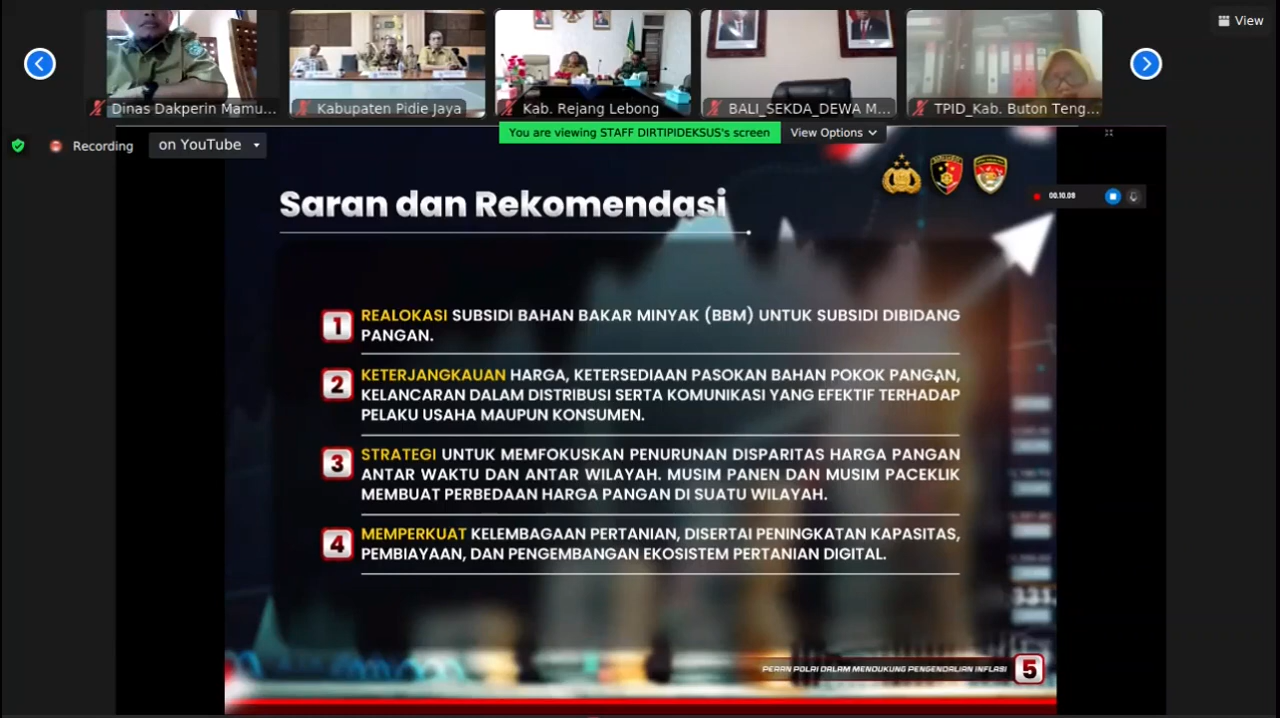 View
Dinas Dakperin Mamu...
Kabupaten Pidie Jaya
Kab. Rejang Lebong
BALI_SEKDA_DEWA M...
TPID_Kab. Buton Teng...
You are viewing STAFF DIRTIPIDEKSUS's screen
View Options
Recording
on YouTube
Saran dan Rekomendasi
00.10.08
1
REALOKASI SUBSIDI BAHAN BAKAR MINYAK (BBM) UNTUK SUBSIDI DIBIDANG
PANGAN.
2
KETERJANGKAUAN HARGA, KETERSEDIAAN PASOKAN BAHAN POKOK PANGAN,
KELANCARAN DALAM DISTRIBUSI SERTA KOMUNIKASI YANG EFEKTIF TERHADAP
PELAKU USAHA MAUPUN KONSUMEN.
3
STRATEGI UNTUK MEMFOKUSKAN PENURUNAN DISPARITAS HARGA PANGAN
ANTAR WAKTU DAN ANTAR WILAYAH. MUSIM PANEN DAN MUSIM PACEKLIK
MEMBUAT PERBEDAAN HARGA PANGAN DI SUATU WILAYAH.
4
MEMPERKUAT KELEMBAGAAN PERTANIAN, DISERTAI PENINGKATAN KAPASITAS,
PEMBIAYAAN, DAN PENGEMBANGAN EKOSISTEM PERTANIAN DIGITAL.
PERAN POLRI DALAM MENDUKUNG PENGENDALIAN INFLASI
5